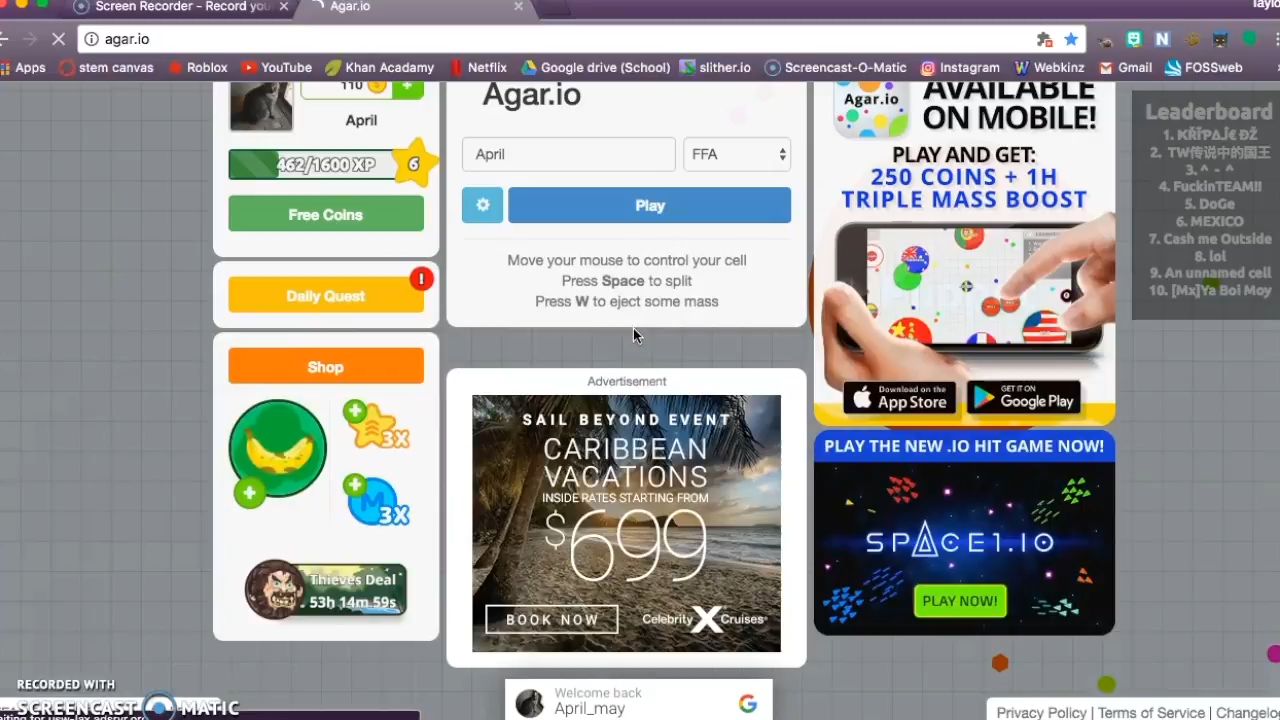 Screen Recorder - Record you
Agar.io
Taylo
agar.io
Apps
stem canvas
Roblox
YouTube
Khan Acadamy
Netflix
Google drive (School)
slither.io
Screencast-O-Matic
Instagram
Webkinz
Gmail
FOSSweb
110
April
462/1600 XP
6
Free Coins
Daily Quest
!
Shop
3X
M
3X
Thieves Deal
53h 14m 59s
Agar.io
April
FFA
Play
Move your mouse to control your cell
Press Space to split
Press W to eject some mass
Advertisement
SAIL BEYOND EVENT
CARIBBEAN
VACATIONS
INSIDE RATES STARTING FROM
$699
BOOK NOW
Celebrity X Cruises
Welcome back
April_may
Agar.io
AVAILABLE
ON MOBILE!
PLAY AND GET:
250 COINS + 1H
TRIPLE MASS BOOST
Download on the
App Store
GET IT ON
Google Play
PLAY THE NEW .IO HIT GAME NOW!
SPACE1.IO
PLAY NOW!
Leaderboard
2. TW传说中的国王
3. ^ - ^
4. FuckinTEAM!!
5. DoGe
6. MEXICO
7. Cash me Outside
8. lol
9. An unnamed cell
10. [Mx]Ya Boi Moy
RECORDED WITH
SCREENCAST-O-MATIC
Privacy Policy | Terms of Service | Changelo